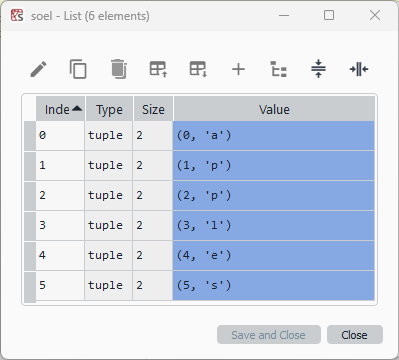 soel - List (6 elements)
Inde Type Size Value
0 tuple 2 (0, 'a')
1 tuple 2 (1, 'p')
2 tuple 2 (2, 'p')
3 tuple 2 (3, 'l')
4 tuple 2 (4, 'e')
5 tuple 2 (5, 's')
Save and Close Close